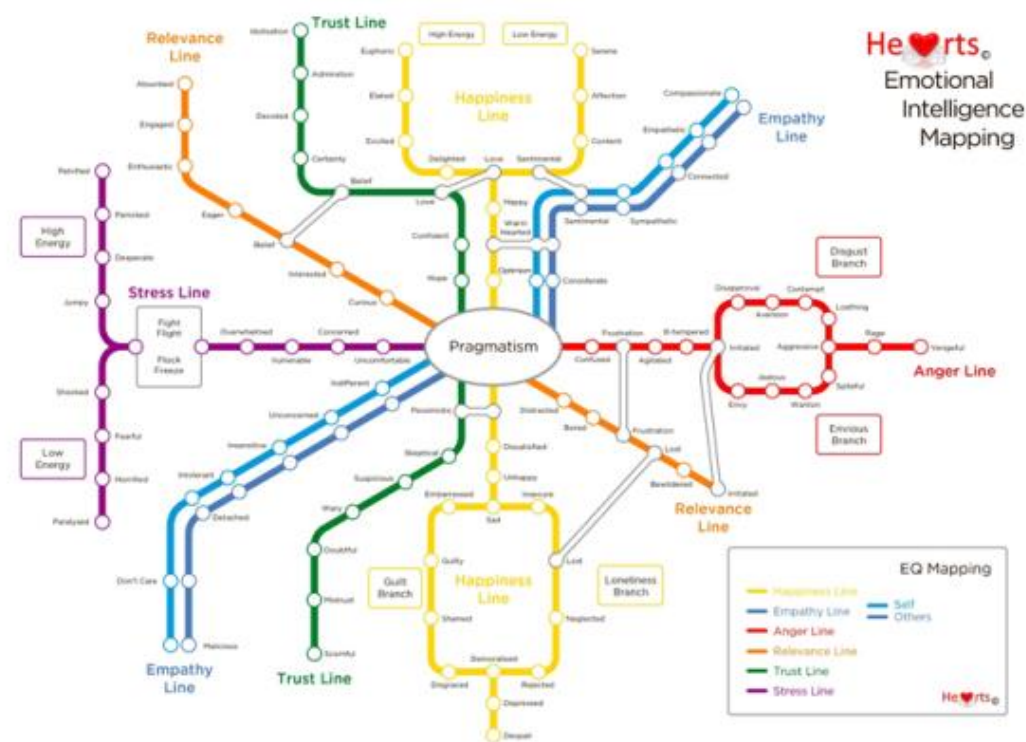 He rts ©
Emotional
Intelligence
Mapping
Trust Line
Relevance
Line
High Energy
Low Energy
Happiness
Line
Empathy
Line
Motivation
Admiration
Devoted
Certainty
Belief
Love
Confident
Hope
Absorbed
Engaged
Enthusiastic
Eager
Belief
Interested
Curious
Euphoric
Elated
Excited
Delighted
Love
Sentimental
Serene
Affection
Content
Happy
Warm
Hearted
Optimism
Compassionate
Empathetic
Connected
Sentimental
Sympathetic
Considerate
Petrified
Panicked
Desperate
Jumpy
High
Energy
Stress Line
Fight
Flight
Flock
Freeze
Overwhelmed
Vulnerable
Concerned
Uncomfortable
Shocked
Fearful
Horrified
Paralysed
Low
Energy
Pragmatism
Disgust
Branch
Frustration
Confused
Agitated
Ill-tempered
Irritated
Disapproval
Aversion
Contempt
Loathing
Aggressive
Rage
Vengeful
Anger Line
Envy
Jealous
Wanton
Spiteful
Envious
Branch
Indifferent
Unconcerned
Insensitive
Intolerant
Detached
Don't Care
Malicious
Empathy
Line
Pessimistic
Skeptical
Suspicious
Wary
Doubtful
Mistrust
Scornful
Trust Line
Dissatisfied
Unhappy
Embarrassed
Sad
Insecure
Guilty
Lost
Guilt
Branch
Happiness
Line
Loneliness
Branch
Shamed
Neglected
Demoralised
Disgraced
Rejected
Depressed
Despair
Distracted
Bored
Frustration
Lost
Bewildered
Irritated
Relevance
Line
EQ Mapping
Happiness Line
Empathy Line
Anger Line
Relevance Line
Trust Line
Stress Line
Self
Others
He rts ©